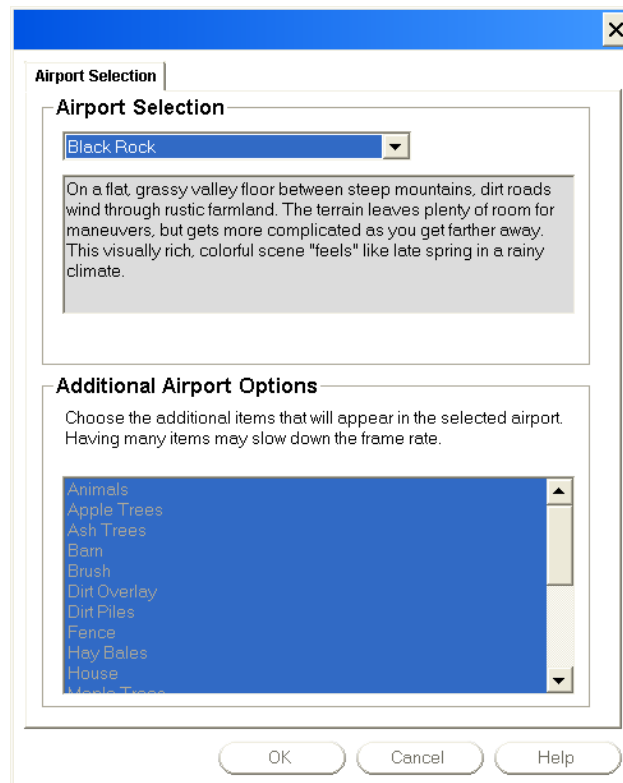 Airport Selection
Airport Selection
Black Rock
On a flat, grassy valley floor between steep mountains, dirt roads
wind through rustic farmland. The terrain leaves plenty of room for
maneuvers, but gets more complicated as you get farther away.
This visually rich, colorful scene "feels" like late spring in a rainy
climate.
Additional Airport Options
Choose the additional items that will appear in the selected airport.
Having many items may slow down the frame rate.
Animals
Apple Trees
Ash Trees
Barn
Brush
Dirt Overlay
Dirt Piles
Fence
Hay Bales
House
Maple Trees
OK Cancel Help